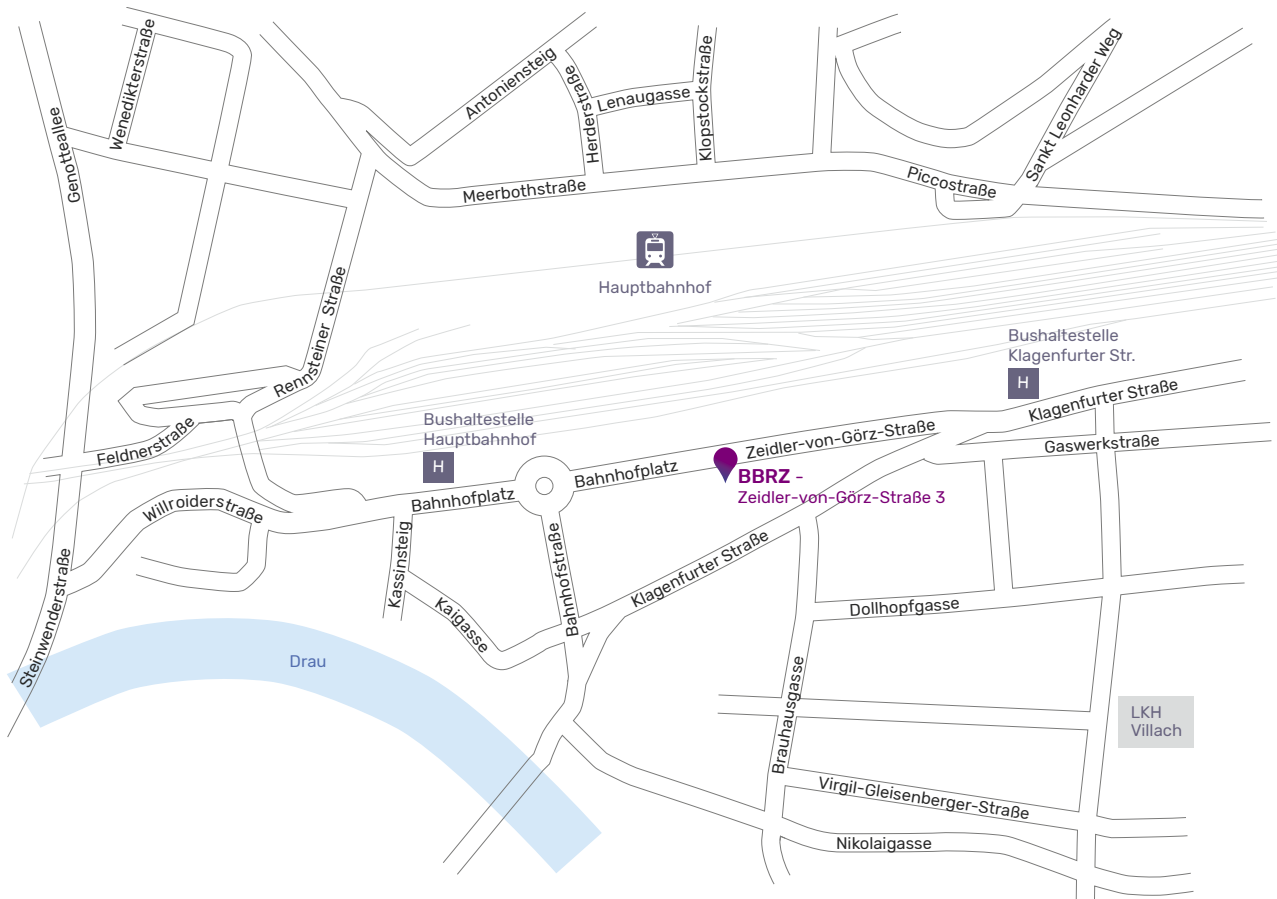 Wenedikterstraße
Antoniensteig
Herderstraße
Lenaugasse
Klopstockstraße
Sankt Leonharder Weg
Genotteallee
Meerbothstraße
Piccostraße
Hauptbahnhof
Rennsteiner Straße
Bushaltestelle
Klagenfurter Str.
H
Klagenfurter Straße
Bushaltestelle
Hauptbahnhof
H
Feldnerstraße
Zeidler-von-Görz-Straße
Gaswerkstraße
Bahnhofplatz
Bahnhofplatz
BBRZ -
Zeidler-von-Görz-Straße 3
Willroiderstraße
Kassinsteig
Bahnhofstraße
Klagenfurter Straße
Steinwenderstraße
Kaigasse
Dollhopfgasse
Drau
Brauhausgasse
LKH
Villach
Virgil-Gleisenberger-Straße
Nikolaigasse